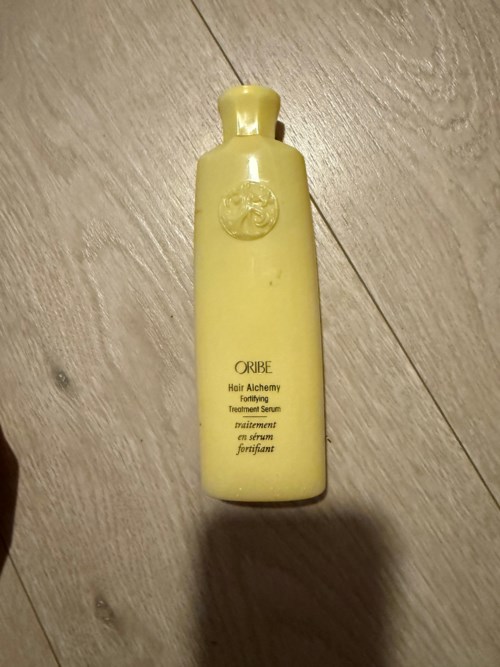 ORIBE
Hair Alchemy
Fortifying
Treatment Serum
traitement
en sérum
fortifiant